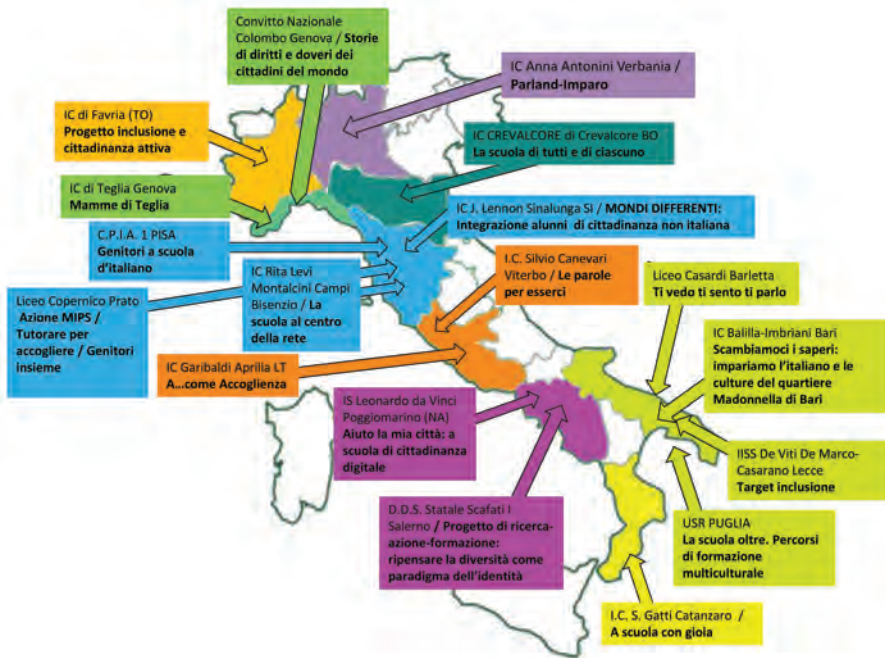 Convitto Nazionale
Colombo Genova / Storie
di diritti e doveri dei
cittadini del mondo
IC Anna Antonini Verbania /
Parland-Imparo
IC di Favria (TO)
Progetto inclusione e
cittadinanza attiva
IC CREVALCORE di Crevalcore BO
La scuola di tutti e di ciascuno
IC di Teglia Genova
Mamme di Teglia
IC J. Lennon Sinalunga SI / MONDI DIFFERENTI:
Integrazione alunni di cittadinanza non italiana
C.P.I.A. 1 PISA
Genitori a scuola
d'italiano
I.C. Silvio Canevari
Viterbo / Le parole
per esserci
IC Rita Levi
Montalcini Campi
Bisenzio / La
scuola al centro
della rete
Liceo Casardi Barletta
Ti vedo ti sento ti parlo
Liceo Copernico Prato
Azione MIPS /
Tutorare per
accogliere / Genitori
insieme
IC Balilla-Imbriani Bari
Scambiamoci i saperi:
impariamo l'italiano e le
culture del quartiere
Madonnella di Bari
IC Garibaldi Aprilia LT
A...come Accoglienza
IS Leonardo da Vinci
Poggiomarino (NA)
Aiuto la mia città: a
scuola di cittadinanza
digitale
IISS De Viti De Marco-
Casarano Lecce
Target inclusione
D.D.S. Statale Scafati I
Salerno / Progetto di ricerca-
azione-formazione:
ripensare la diversità come
paradigma dell'identità
USR PUGLIA
La scuola oltre. Percorsi
di formazione
multiculturale
I.C. S. Gatti Catanzaro /
A scuola con gioia